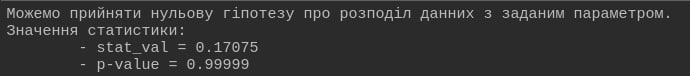 Можемо прийняти нульову гіпотезу про розподіл данних з заданим параметром.
Значення статистики:
- stat_val = 0.17075
- p-value = 0.99999